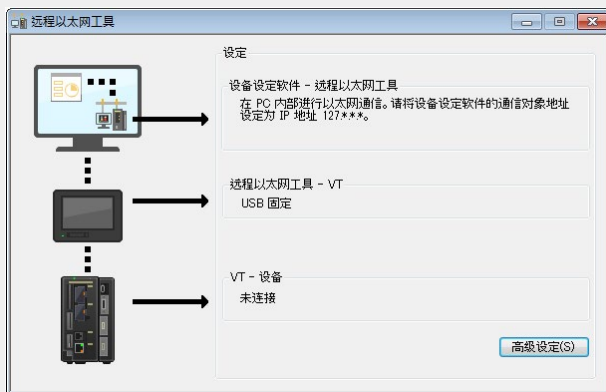 远程以太网工具
设定
设备设定软件 - 远程以太网工具
在 PC 内部进行以太网通信。请将设备设定软件的通信对象地址
设定为 IP 地址 127.*.*.*。
远程以太网工具 - VT
USB 固定
VT - 设备
未连接
高级设定(S)